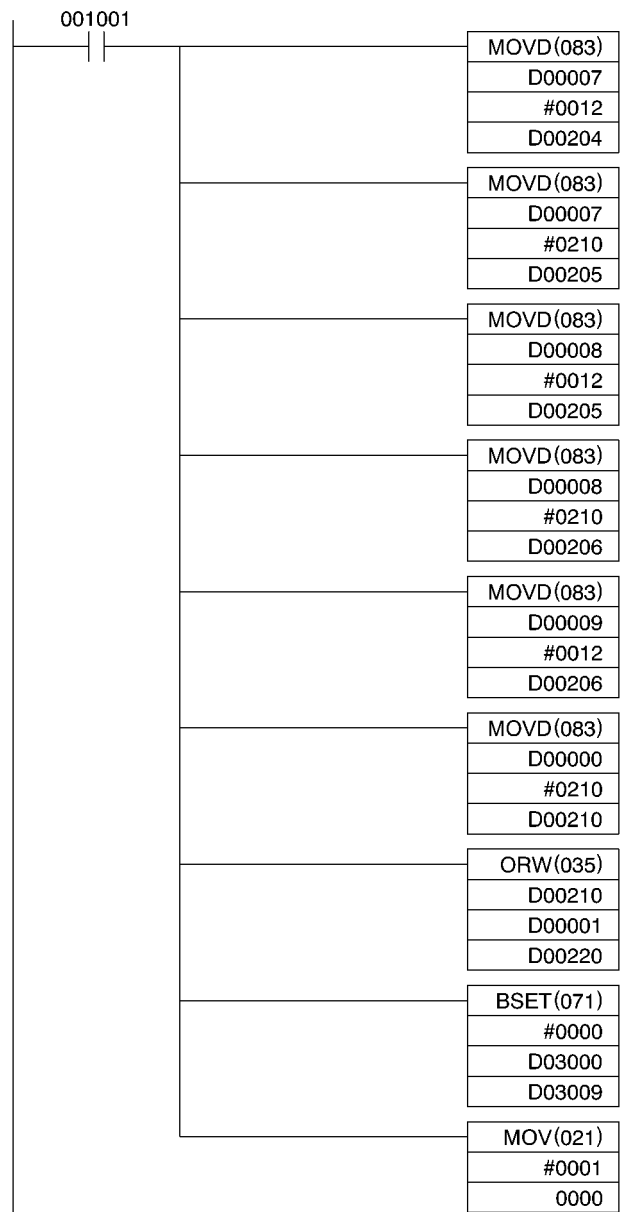 001001
MOVD(083)
D00007
#0012
D00204
MOVD(083)
D00007
#0210
D00205
MOVD(083)
D00008
#0012
D00205
MOVD(083)
D00008
#0210
D00206
MOVD(083)
D00009
#0012
D00206
MOVD(083)
D00000
#0210
D00210
ORW(035)
D00210
D00001
D00220
BSET(071)
#0000
D03000
D03009
MOV(021)
#0001
0000